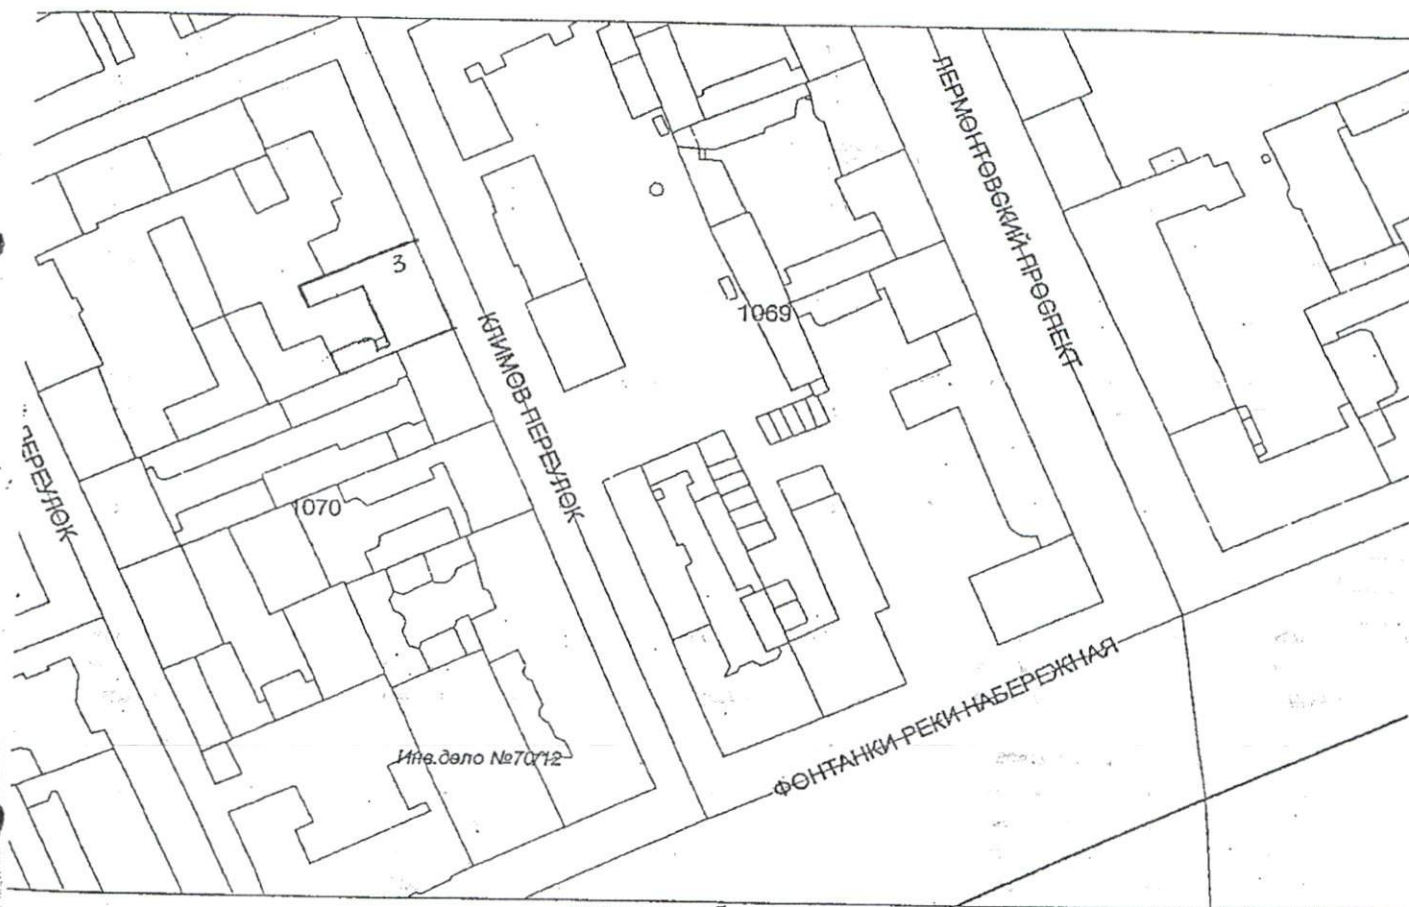 ЛЕРМОНТОВСКИЙ ПРОСПЕКТ
3
1069
КЛИМОВ ПЕРЕУЛОК
ПЕРЕУЛОК
1070
Инв.дело №70/12
ФОНТАНКИ РЕКИ НАБЕРЕЖНАЯ